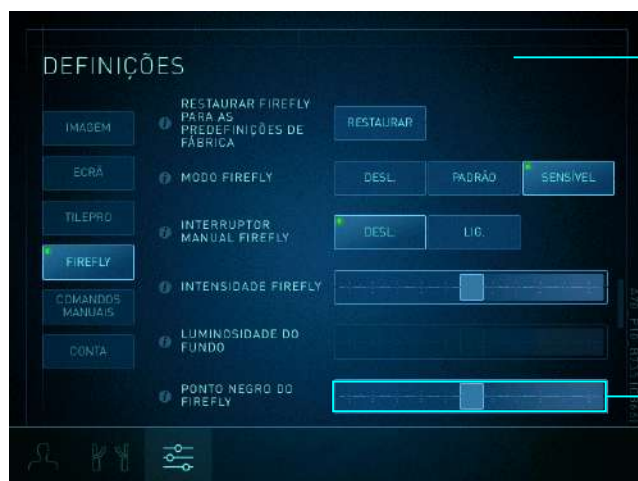 DEFINIÇÕES
IMAGEM
ECRÃ
TILEPRO
FIREFLY
COMANDOS
MANUAIS
CONTA
RESTAURAR FIREFLY
PARA AS
PREDEFINIÇÕES DE
FÁBRICA
RESTAURAR
MODO FIREFLY
DESL.
PADRÃO
SENSÍVEL
INTERRUPTOR
MANUAL FIREFLY
DESL.
LIG.
INTENSIDADE FIREFLY
LUMINOSIDADE DO
FUNDO
PONTO NEGRO DO
FIREFLY